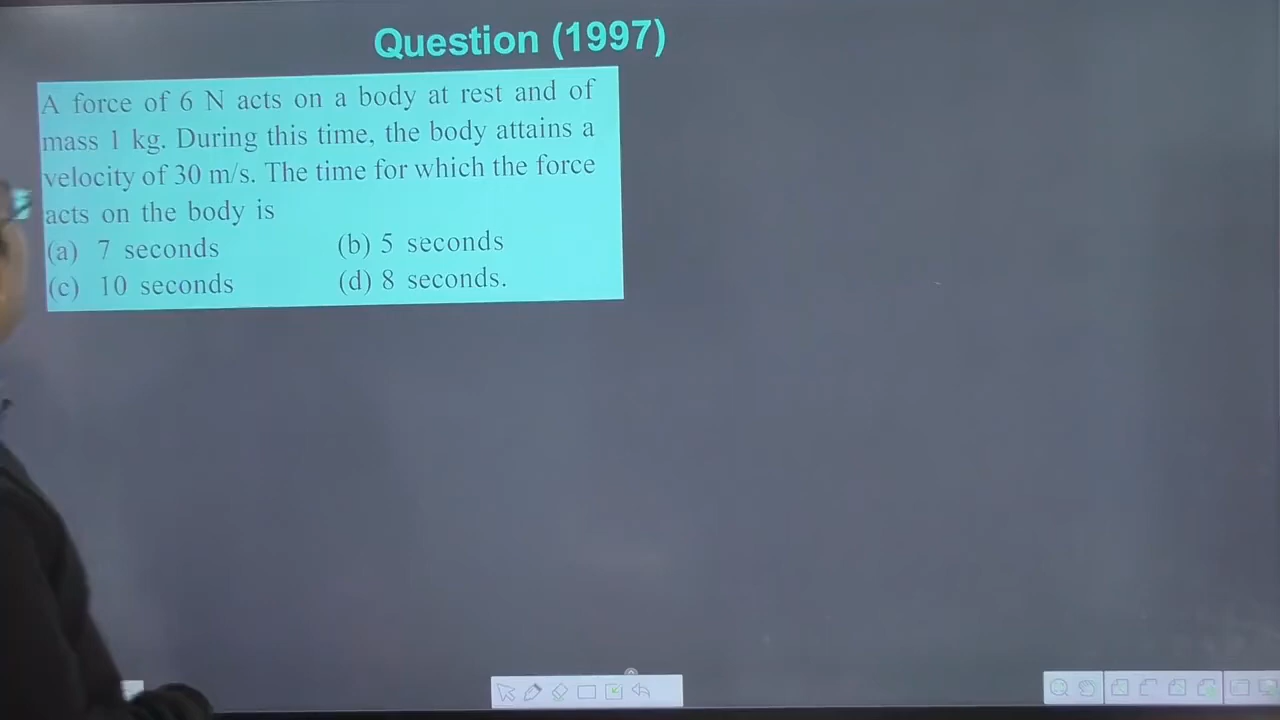 Question (1997)
A force of 6 N acts on a body at rest and of
mass 1 kg. During this time, the body attains a
velocity of 30 m/s. The time for which the force
acts on the body is
(a) 7 seconds (b) 5 seconds
(c) 10 seconds (d) 8 seconds.